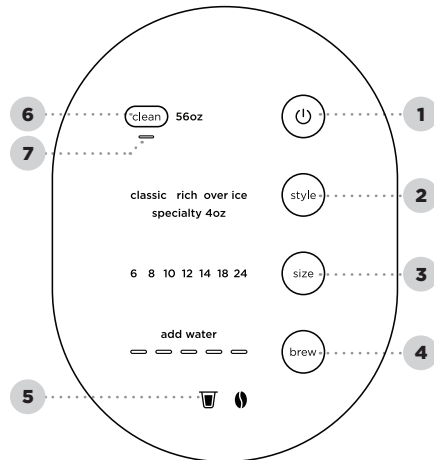 6 clean 56oz 1
7
classic rich over ice style 2
specialty 4oz
6 8 10 12 14 18 24 size 3
add water
brew 4
5